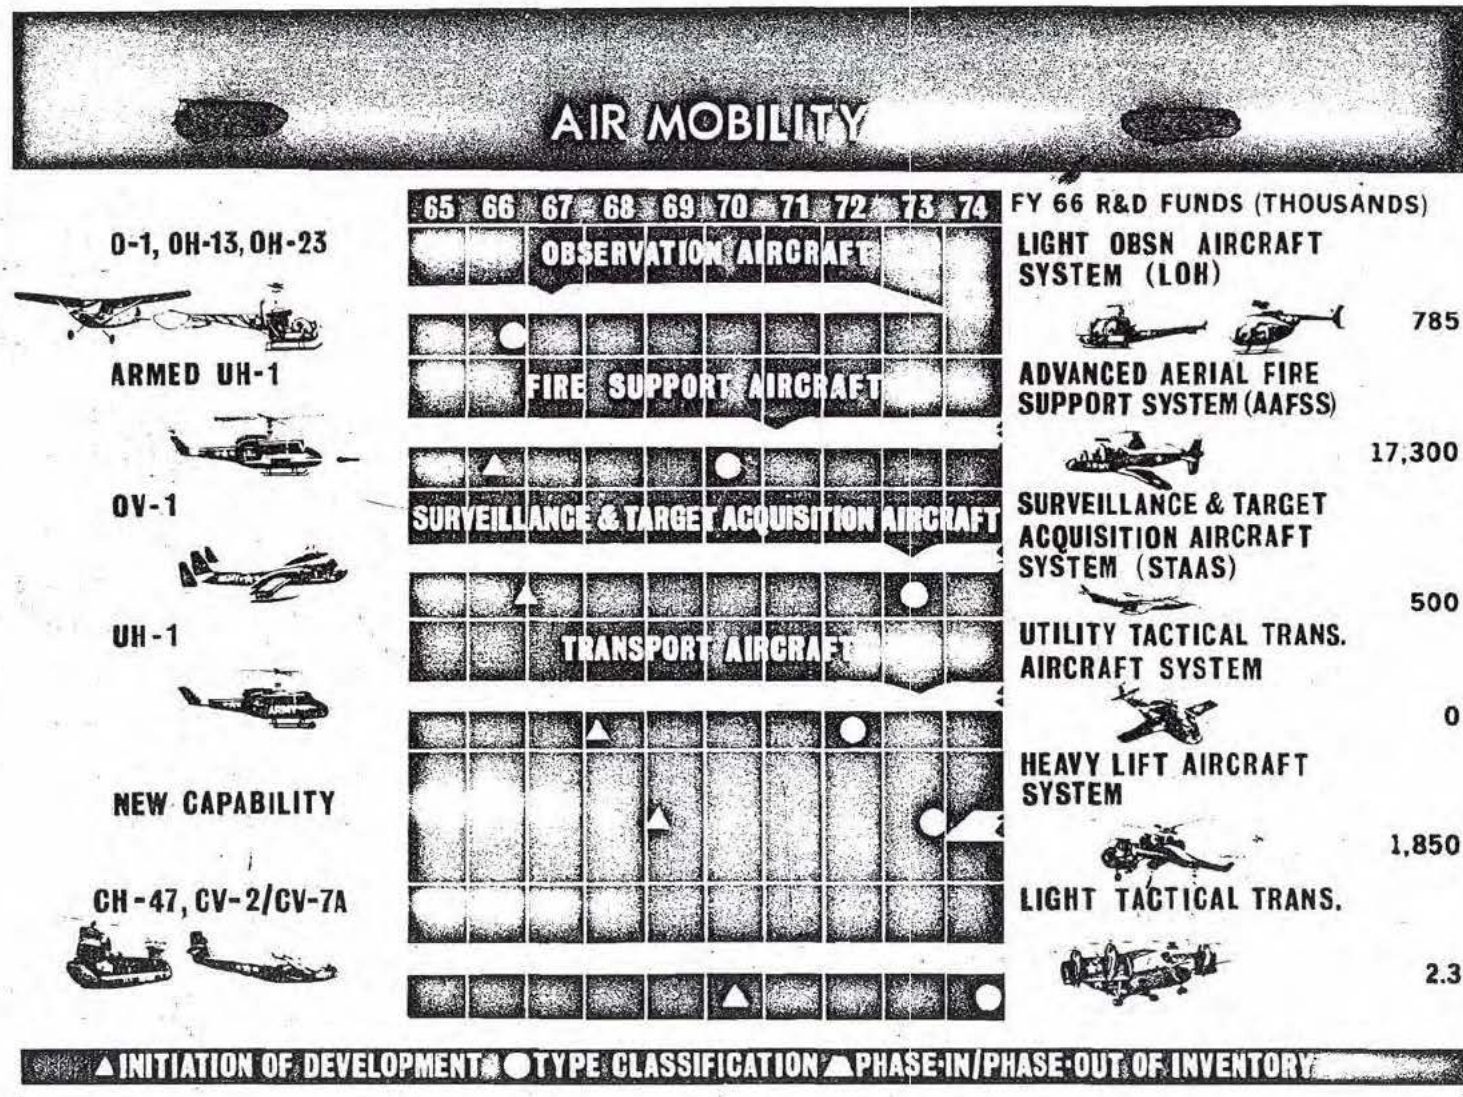 AIR MOBILITY
65 66 67 68 69 70 71 72 73 74
FY 66 R&D FUNDS (THOUSANDS)
O-1, OH-13, OH-23
OBSERVATION AIRCRAFT
LIGHT OBSN AIRCRAFT
SYSTEM (LOH)
785
ARMED UH-1
FIRE SUPPORT AIRCRAFT
ADVANCED AERIAL FIRE
SUPPORT SYSTEM (AAFSS)
17,300
OV-1
SURVEILLANCE & TARGET ACQUISITION AIRCRAFT
SURVEILLANCE & TARGET
ACQUISITION AIRCRAFT
SYSTEM (STAAS)
500
UH-1
TRANSPORT AIRCRAFT
UTILITY TACTICAL TRANS.
AIRCRAFT SYSTEM
0
NEW CAPABILITY
HEAVY LIFT AIRCRAFT
SYSTEM
1,850
CH-47, CV-2/CV-7A
LIGHT TACTICAL TRANS.
2.3
INITIATION OF DEVELOPMENT TYPE CLASSIFICATION PHASE-IN/PHASE-OUT OF INVENTORY